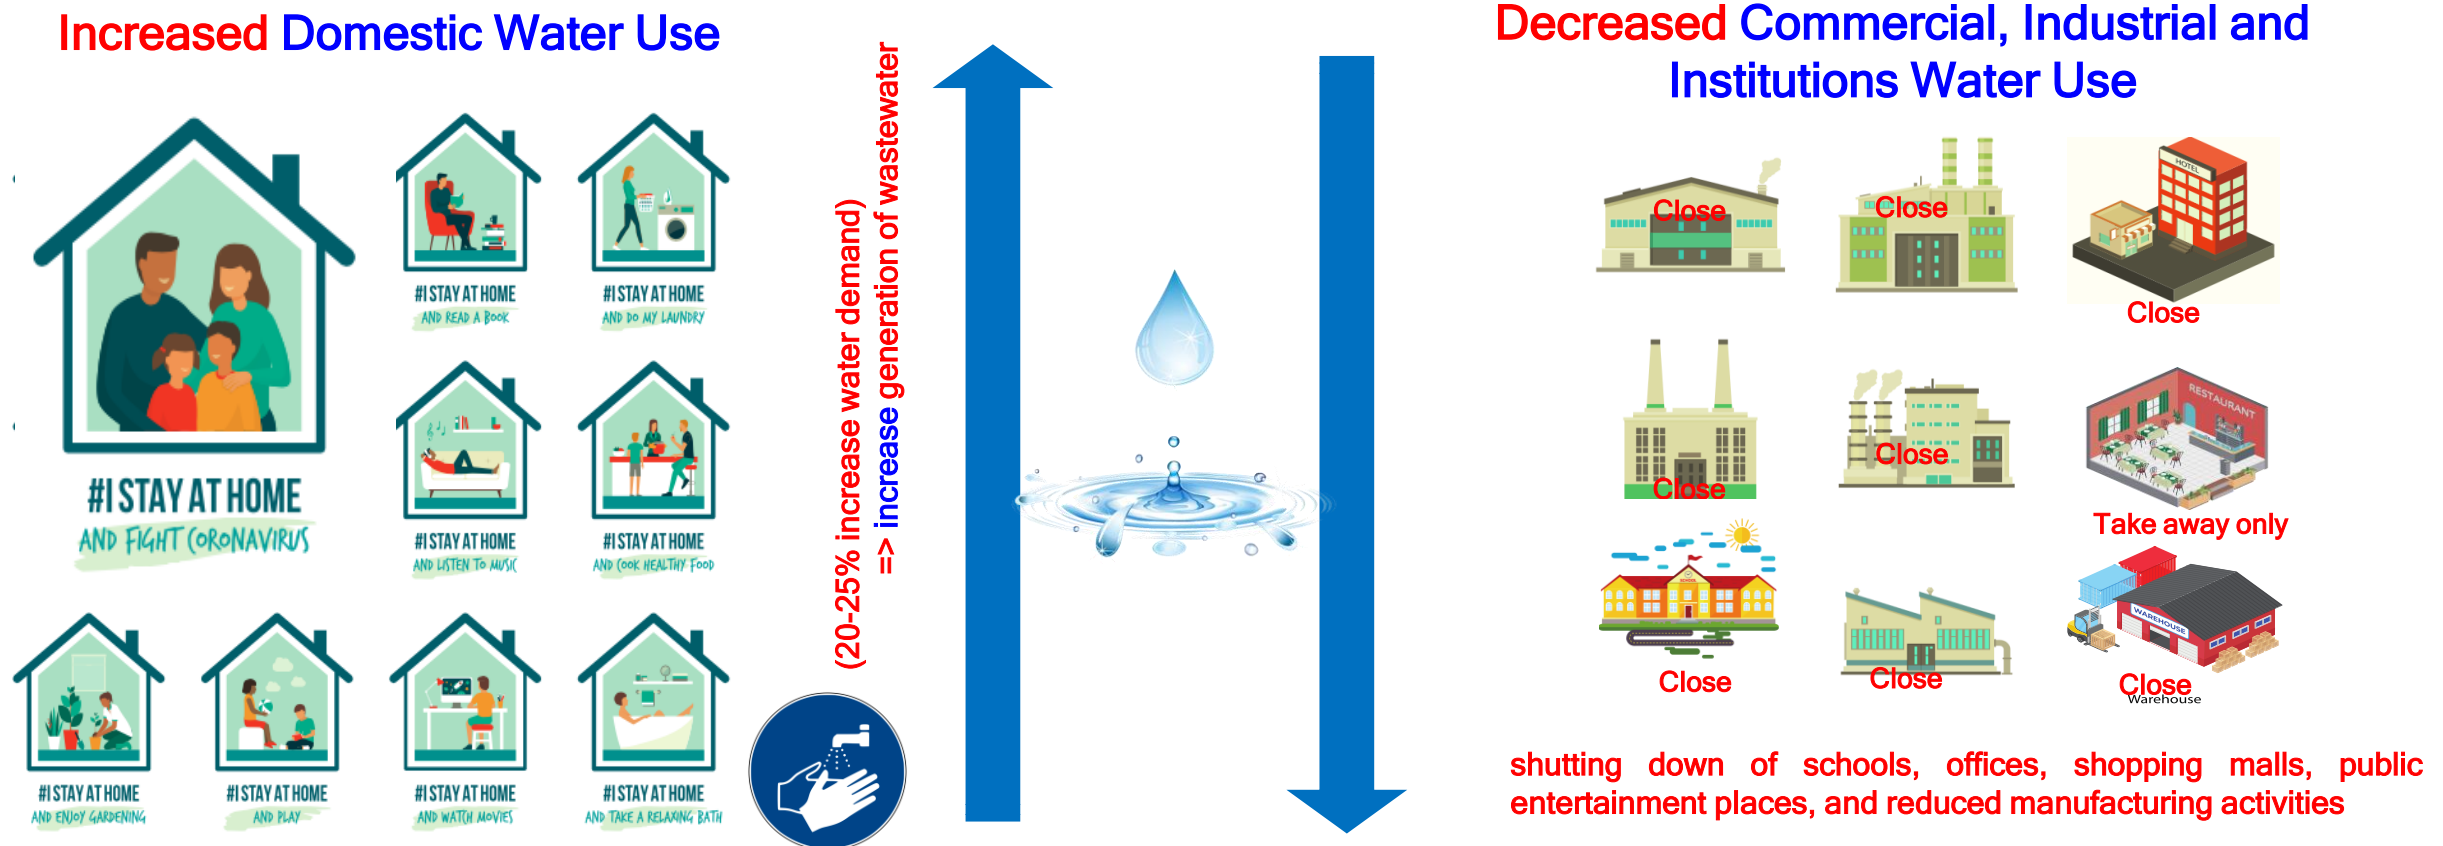 Increased Domestic Water Use
#I STAY AT HOME
AND FIGHT CORONAVIRUS
#I STAY AT HOME
AND READ A BOOK
#I STAY AT HOME
AND DO MY LAUNDRY
#I STAY AT HOME
AND LISTEN TO MUSIC
#I STAY AT HOME
AND COOK HEALTHY FOOD
#I STAY AT HOME
AND ENJOY GARDENING
#I STAY AT HOME
AND PLAY
#I STAY AT HOME
AND WATCH MOVIES
#I STAY AT HOME
AND TAKE A RELAXING BATH
(20-25% increase water demand)
=> increase generation of wastewater
Decreased Commercial, Industrial and
Institutions Water Use
Close
Close
HOTEL
Close
Close
Close
RESTAURANT
Take away only
SCHOOL
Close
Close
WAREHOUSE
Close
Warehouse
shutting down of schools, offices, shopping malls, public
entertainment places, and reduced manufacturing activities